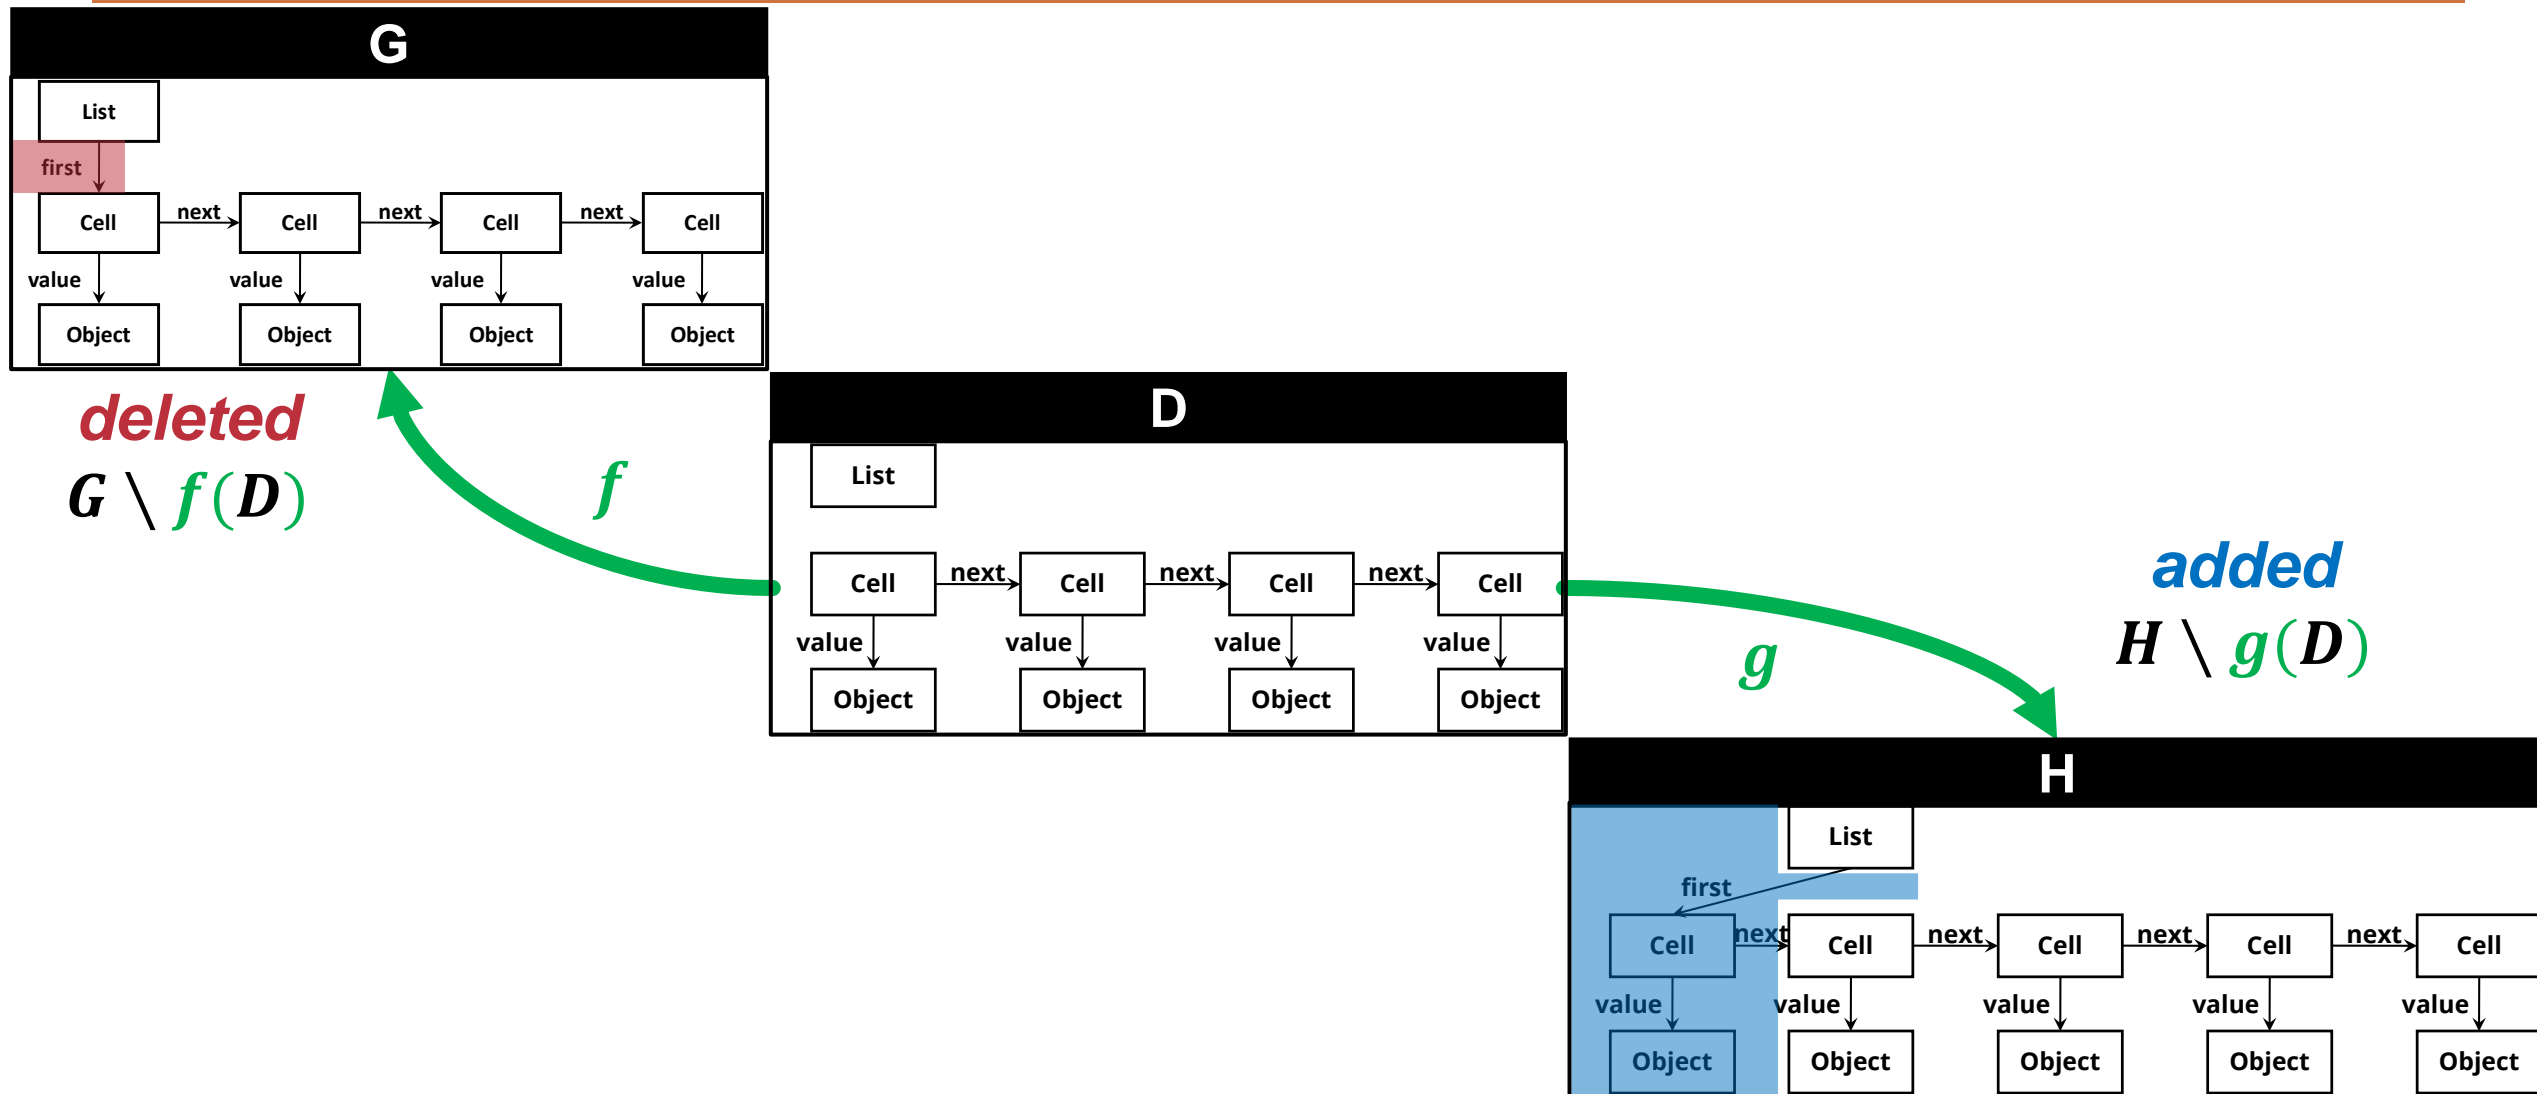 G
List
first
Cell next Cell next Cell next Cell
value value value value
Object Object Object Object
deleted
G \ f(D)
f
D
List
Cell next Cell next Cell next Cell
value value value value
Object Object Object Object
g
added
H \ g(D)
H
List
first
Cell next Cell next Cell next Cell next Cell
value value value value value
Object Object Object Object Object